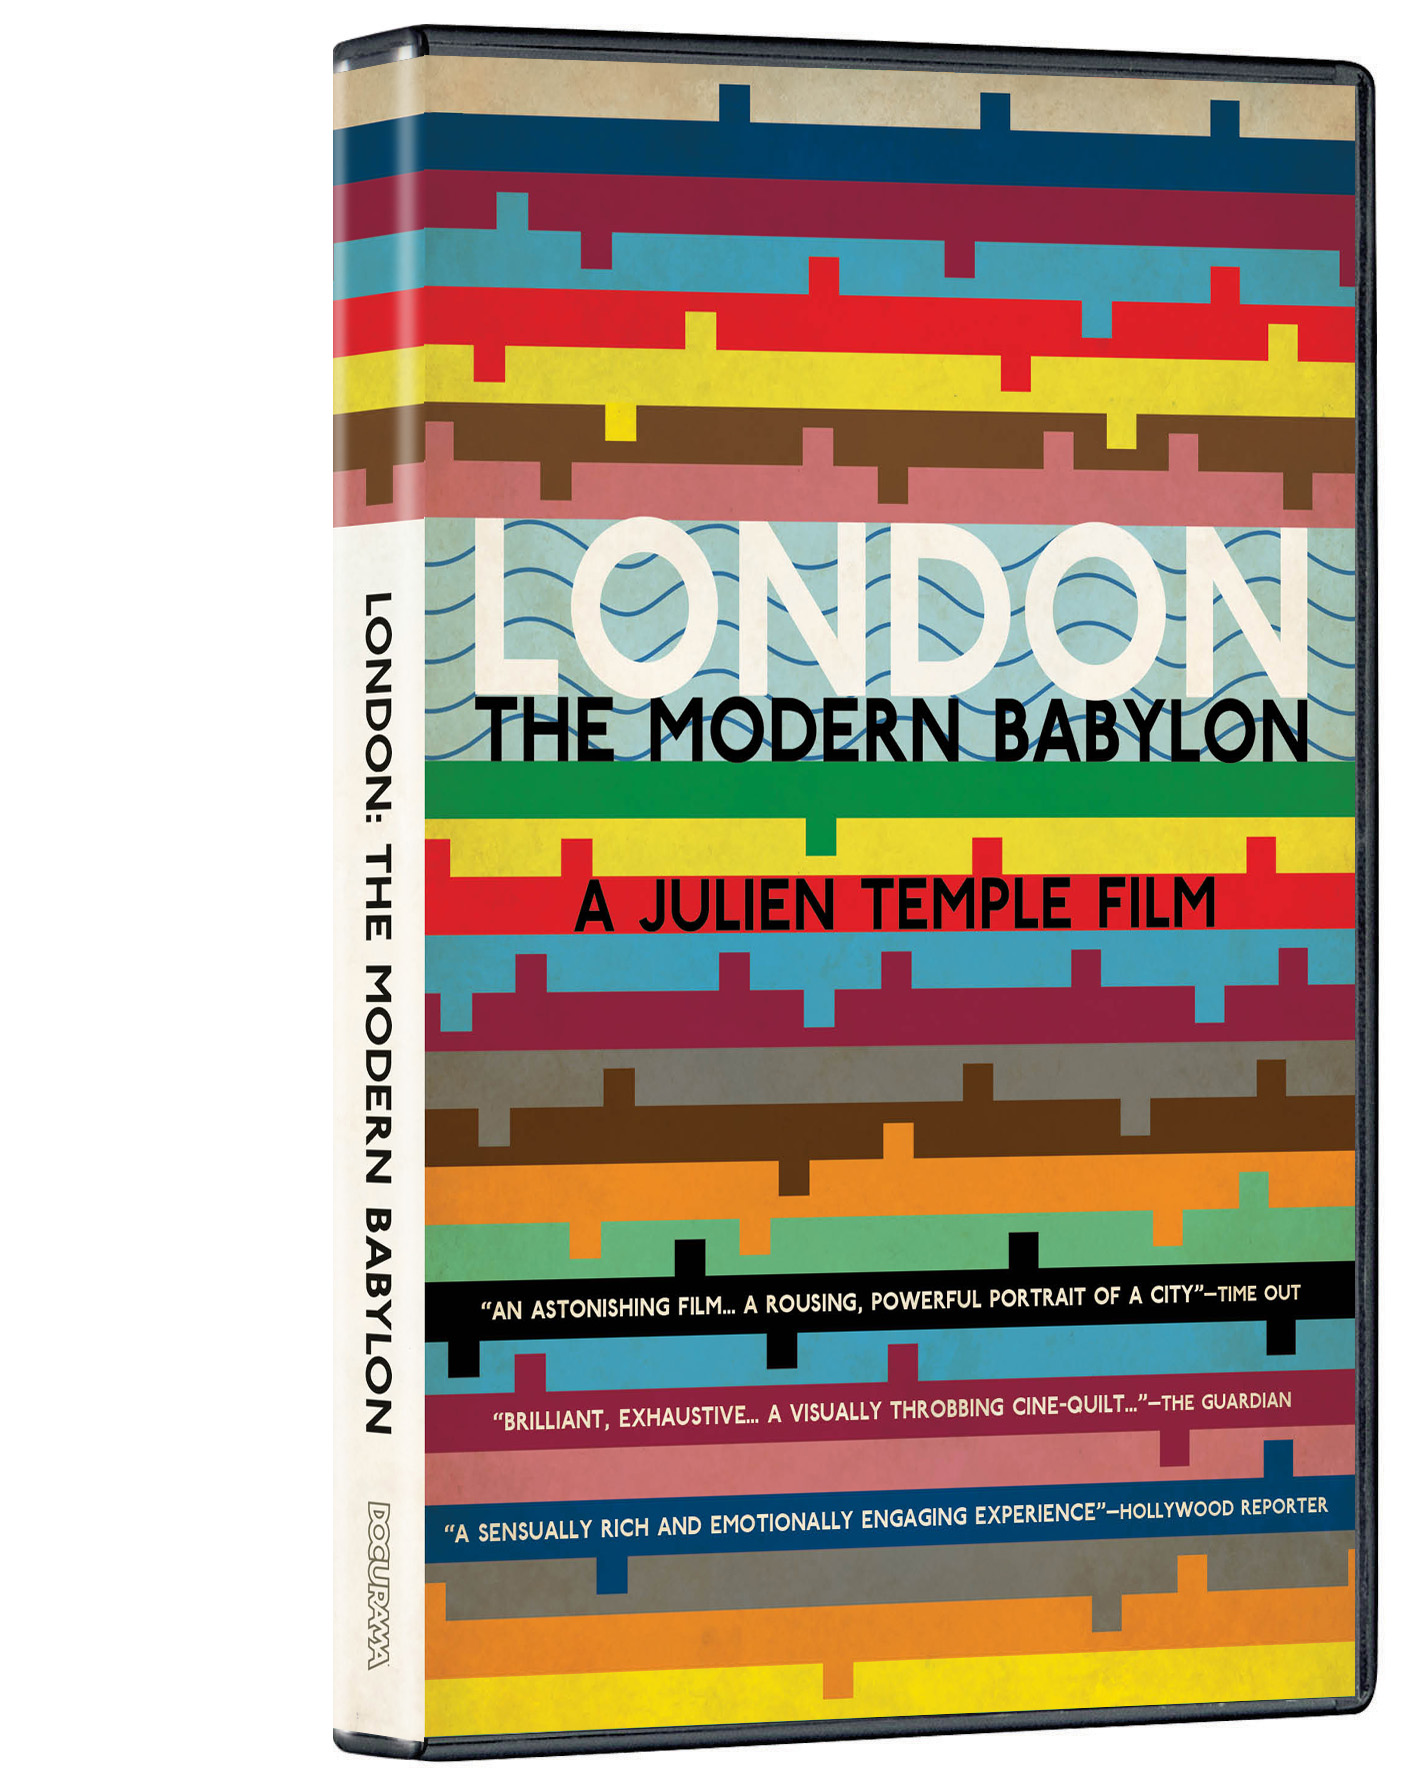 LONDON: THE MODERN BABYLON
DOCURAMA
LONDON
THE MODERN BABYLON
A JULIEN TEMPLE FILM
“AN ASTONISHING FILM... A ROUSING, POWERFUL PORTRAIT OF A CITY”–TIME OUT
“BRILLIANT, EXHAUSTIVE... A VISUALLY THROBBING CINE-QUILT...”–THE GUARDIAN
“A SENSUALLY RICH AND EMOTIONALLY ENGAGING EXPERIENCE”–HOLLYWOOD REPORTER